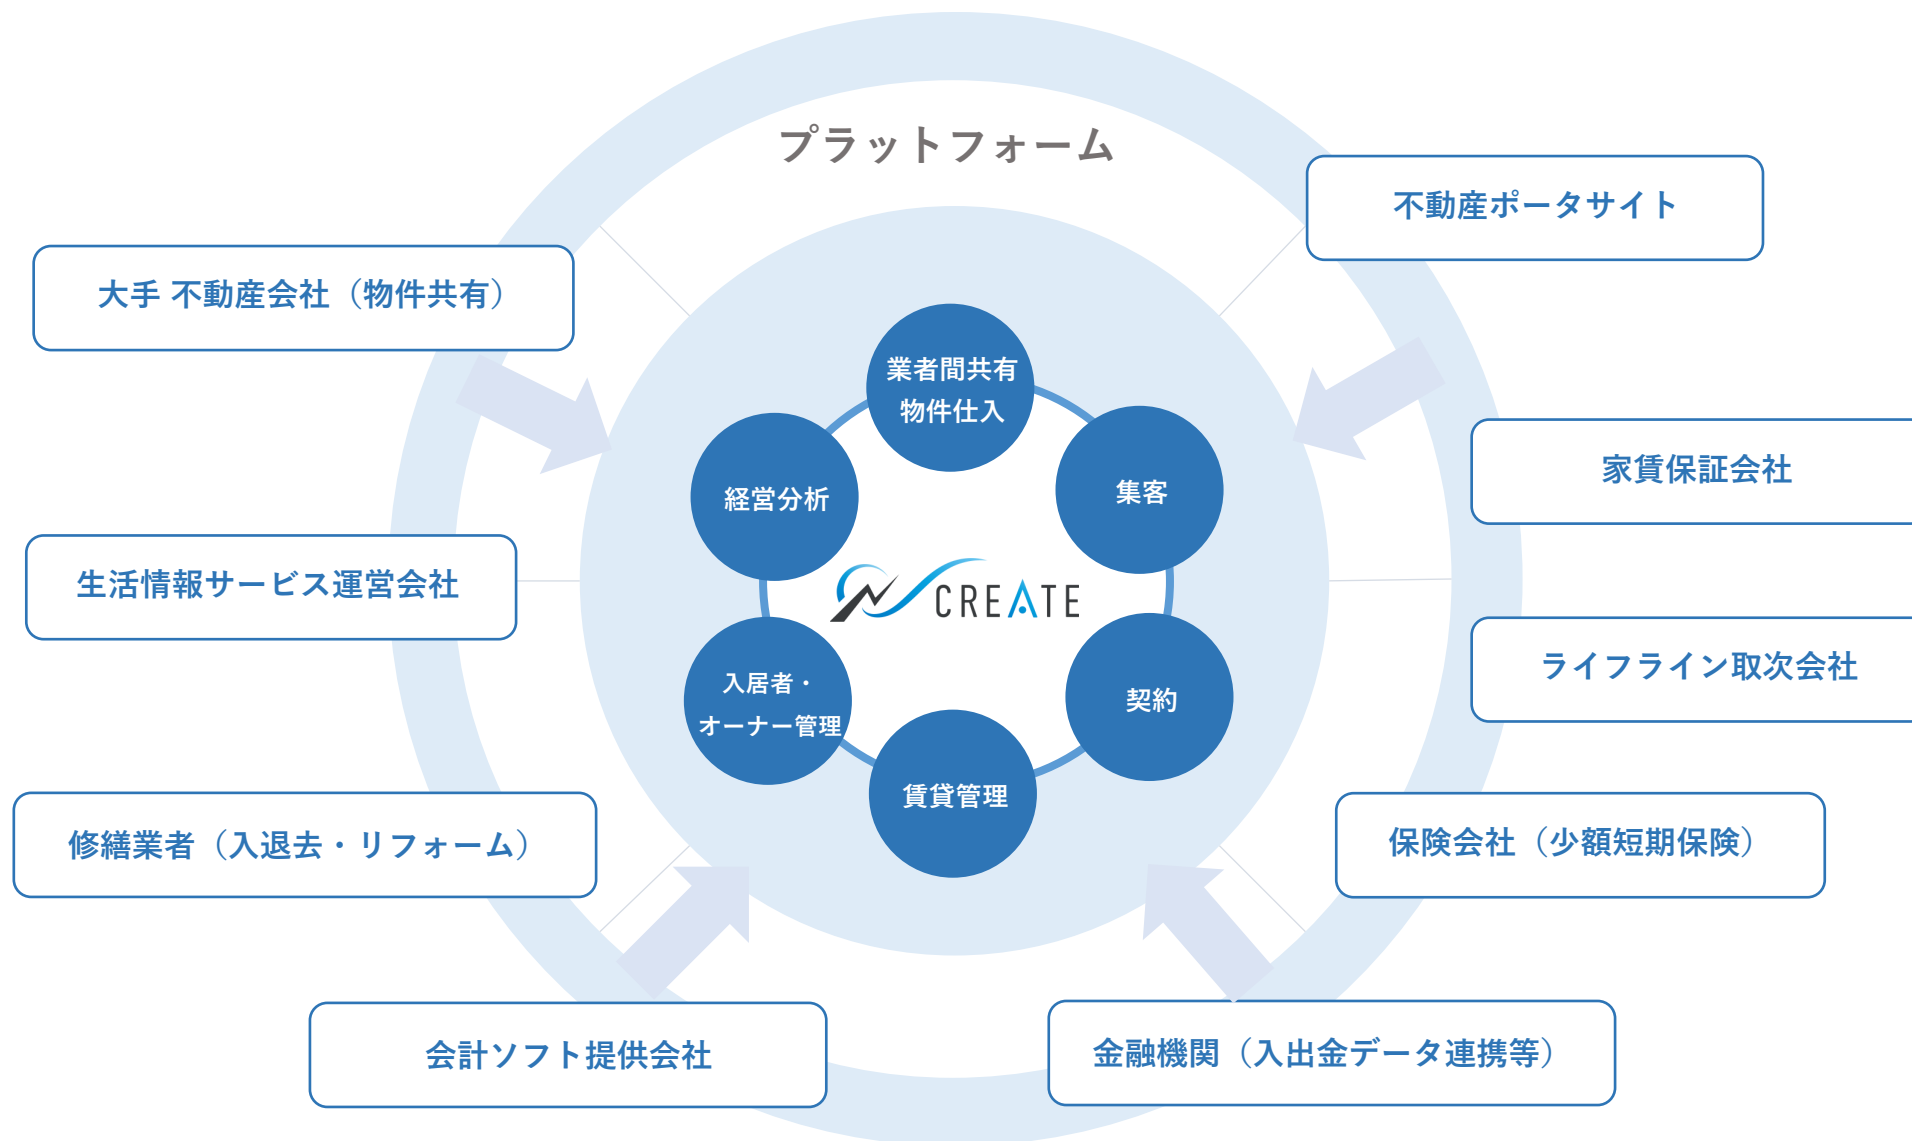 プラットフォーム
不動産ポータサイト
大手 不動産会社（物件共有）
業者間共有
物件仕入
経営分析
集客
家賃保証会社
生活情報サービス運営会社
CREATE
ライフライン取次会社
入居者・
オーナー管理
契約
賃貸管理
修繕業者（入退去・リフォーム）
保険会社（少額短期保険）
会計ソフト提供会社
金融機関（入出金データ連携等）